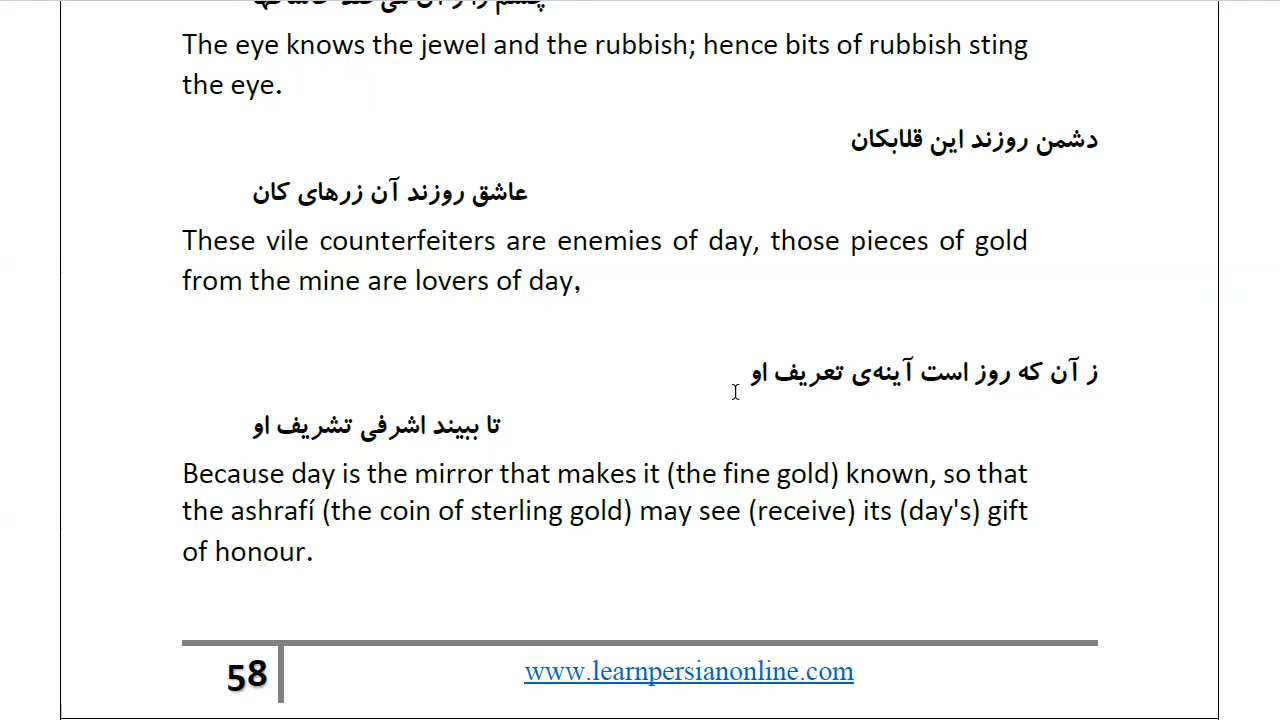 The eye knows the jewel and the rubbish; hence bits of rubbish sting
the eye.
دشمن روزند این قلابکان
عاشق روزند آن زرهای کان
These vile counterfeiters are enemies of day, those pieces of gold
from the mine are lovers of day,
ز آن که روز است آینه‌ی تعریف او
تا ببیند اشرفی تشریف او
Because day is the mirror that makes it (the fine gold) known, so that
the ashrafí (the coin of sterling gold) may see (receive) its (day's) gift
of honour.
58
www.learnpersianonline.com